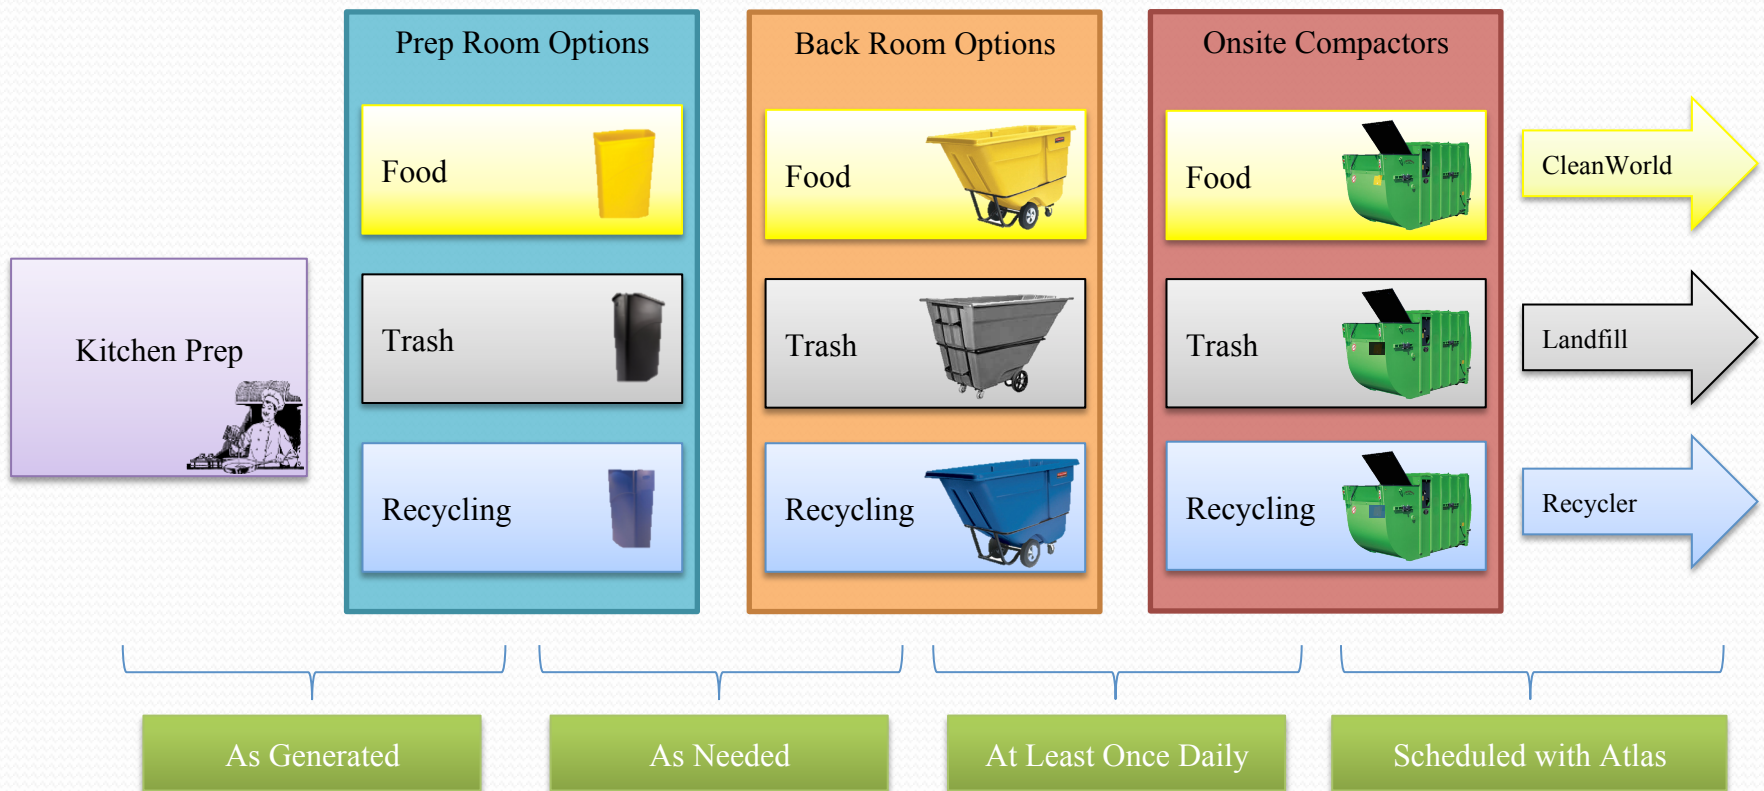 Prep Room Options
Back Room Options
Onsite Compactors
Food
Food
Food
CleanWorld
Kitchen Prep
Trash
Trash
Trash
Landfill
Recycling
Recycling
Recycling
Recycler
As Generated
As Needed
At Least Once Daily
Scheduled with Atlas